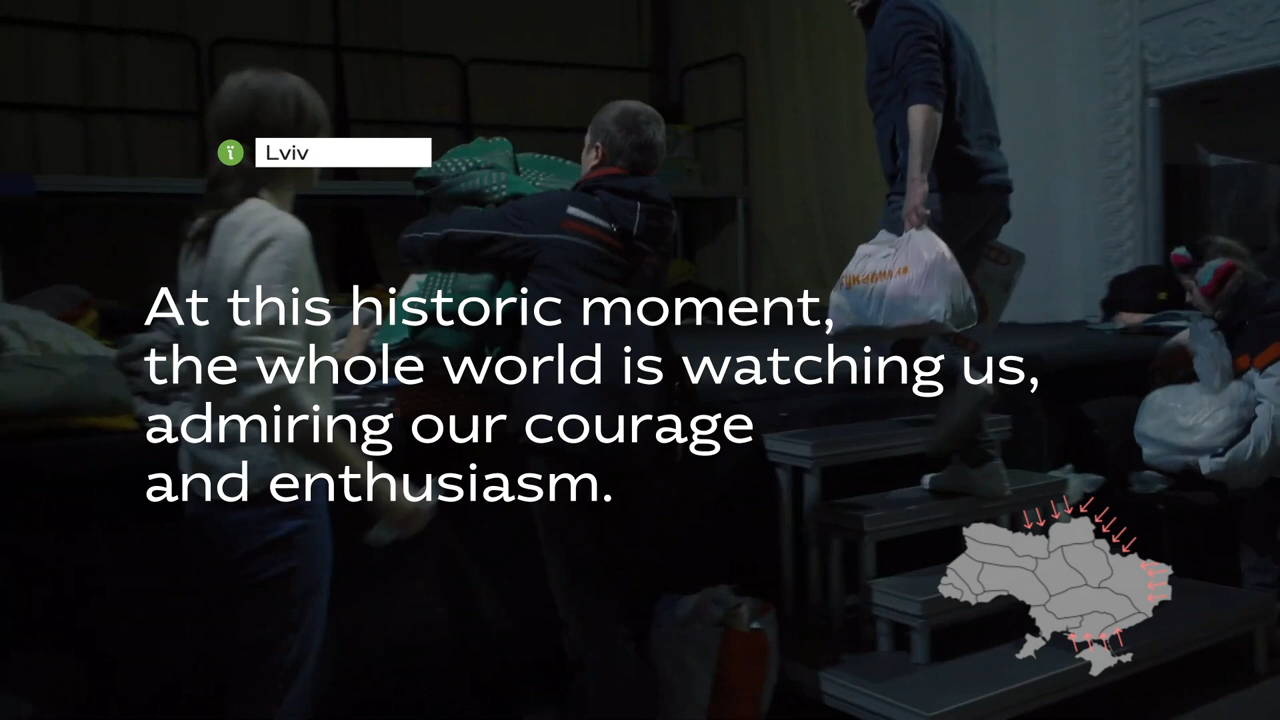 ї Lviv
At this historic moment,
the whole world is watching us,
admiring our courage
and enthusiasm.